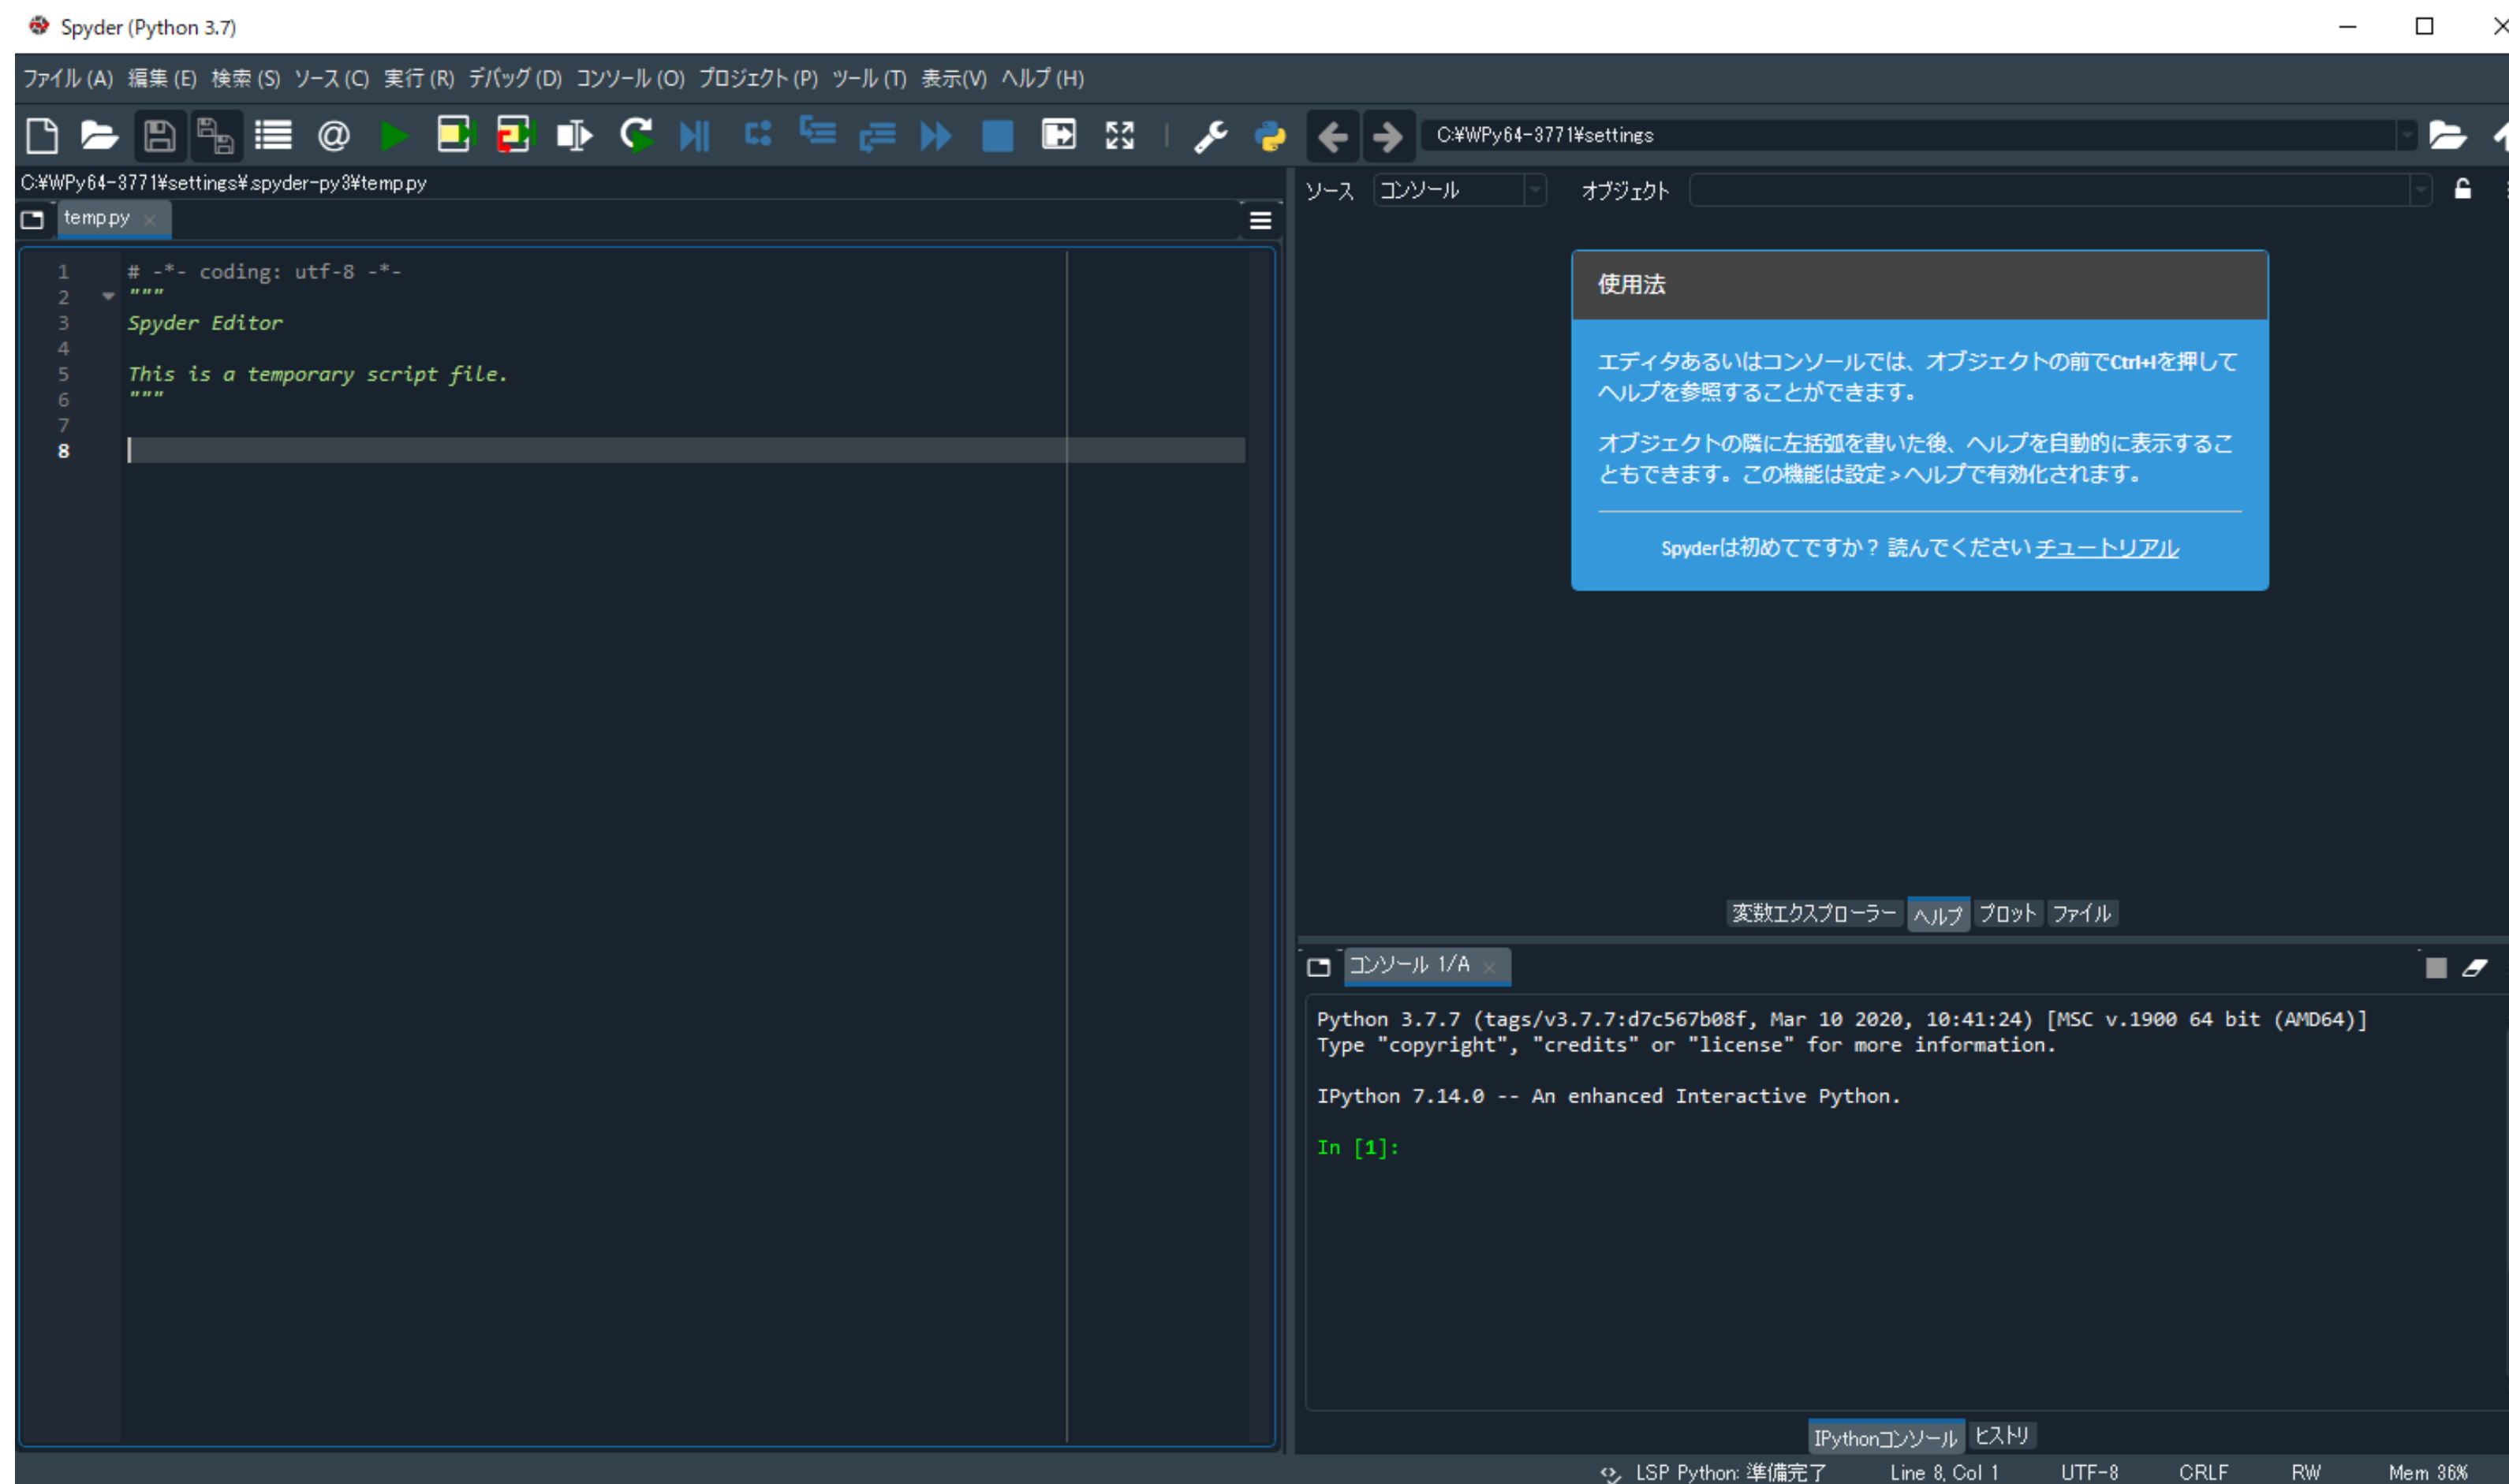 Spyder (Python 3.7)
ファイル (A) 編集 (E) 検索 (S) ソース (C) 実行 (R) デバッグ (D) コンソール (O) プロジェクト (P) ツール (T) 表示(V) ヘルプ (H)
C:¥WPy64-3771¥settings
C:¥WPy64-3771¥settings¥.spyder-py3¥temp.py
temp.py
1 # -*- coding: utf-8 -*-
2 """
3 Spyder Editor
4
5 This is a temporary script file.
6 """
7
8
ソース コンソール オブジェクト
使用法
エディタあるいはコンソールでは、オブジェクトの前でCtrl+Iを押して
ヘルプを参照することができます。
オブジェクトの隣に左括弧を書いた後、ヘルプを自動的に表示するこ
ともできます。この機能は設定 > ヘルプで有効化されます。
Spyderは初めてですか？ 読んでください チュートリアル
変数エクスプローラー ヘルプ プロット ファイル
コンソール 1/A
Python 3.7.7 (tags/v3.7.7:d7c567b08f, Mar 10 2020, 10:41:24) [MSC v.1900 64 bit (AMD64)]
Type "copyright", "credits" or "license" for more information.
IPython 7.14.0 -- An enhanced Interactive Python.
In [1]:
IPythonコンソール ヒストリ
LSP Python: 準備完了 Line 8, Col 1 UTF-8 CRLF RW Mem 36%